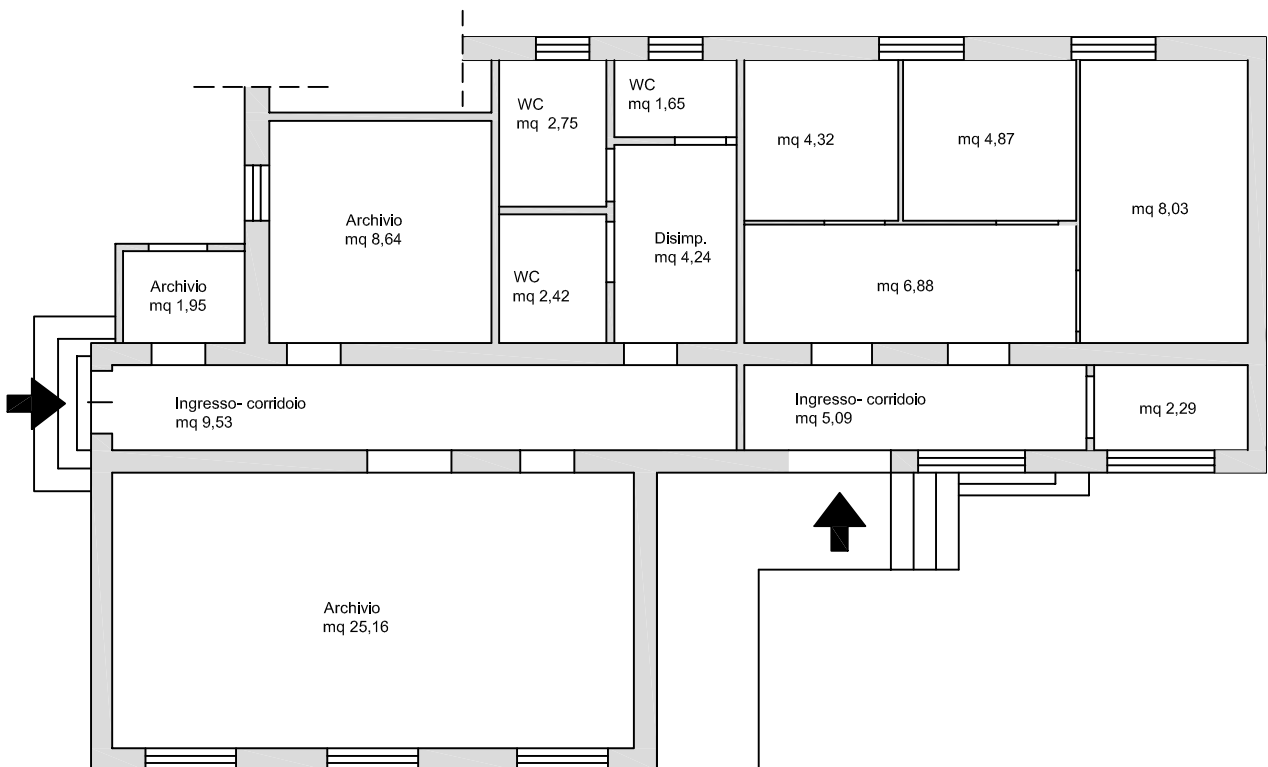 WC
mq 2,75
WC
mq 1,65
mq 4,32
mq 4,87
mq 8,03
Archivio
mq 8,64
Disimp.
mq 4,24
WC
mq 2,42
Archivio
mq 1,95
mq 6,88
Ingresso- corridoio
mq 9,53
Ingresso- corridoio
mq 5,09
mq 2,29
Archivio
mq 25,16